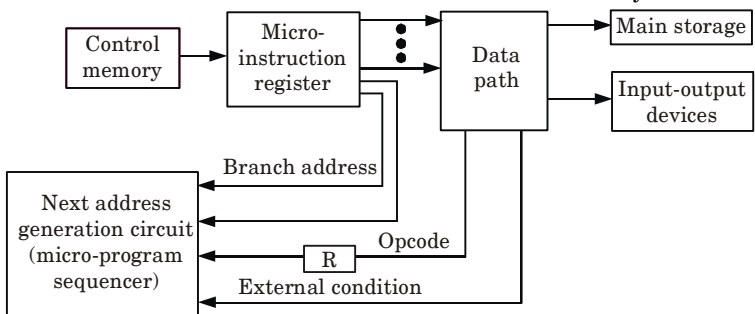 Control
memory
Micro-
instruction
register
Data
path
Main storage
Input-output
devices
Branch address
Next address
generation circuit
(micro-program
sequencer)
Opcode
R
External condition